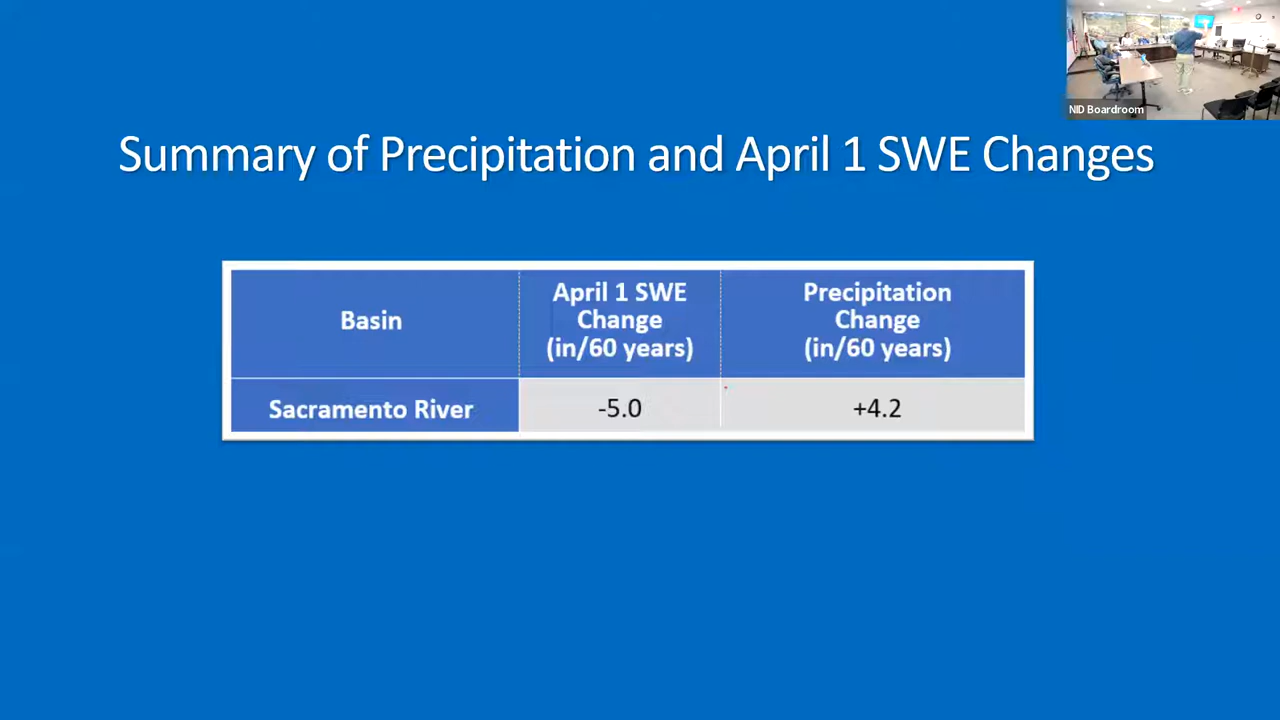 NID Boardroom
Summary of Precipitation and April 1 SWE Changes
Basin
April 1 SWE
Change
(in/60 years)
Precipitation
Change
(in/60 years)
Sacramento River
-5.0
+4.2